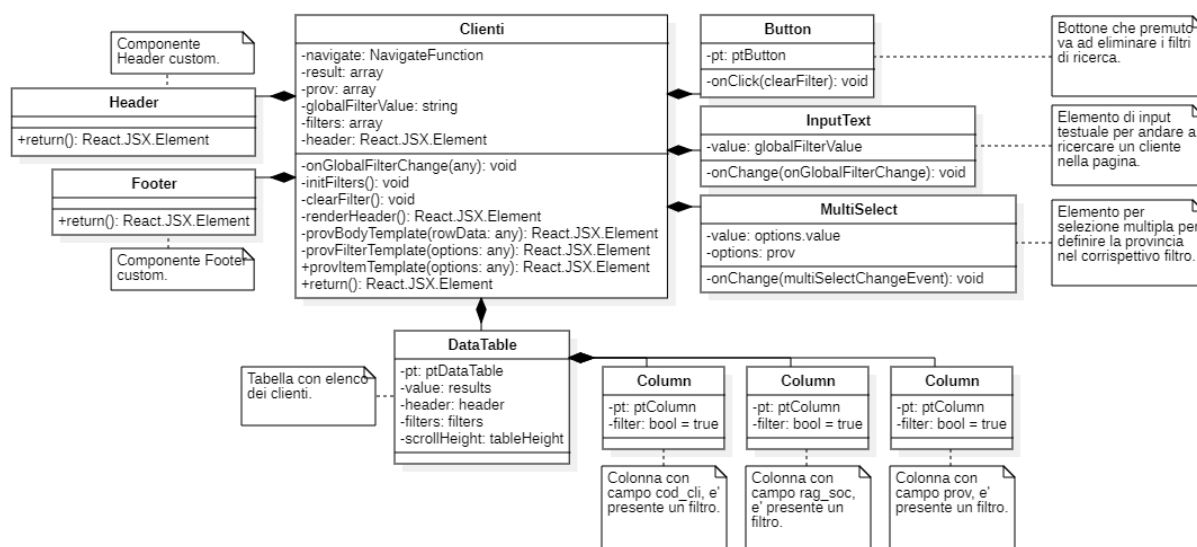 Componente
Header custom.
Header
+return(): React.JSX.Element
Footer
+return(): React.JSX.Element
Componente Footer
custom.
Clienti
-navigate: NavigateFunction
-result: array
-prov: array
-globalFilterValue: string
-filters: array
-header: React.JSX.Element
-onGlobalFilterChange(any): void
-initFilters(): void
-clearFilter(): void
-renderHeader(): React.JSX.Element
-provBodyTemplate(rowData: any): React.JSX.Element
-provFilterTemplate(options: any): React.JSX.Element
+provItemTemplate(options: any): React.JSX.Element
+return(): React.JSX.Element
Button
-pt: ptButton
-onClick(clearFilter): void
Bottone che premuto
va ad eliminare i filtri
di ricerca.
InputText
-value: globalFilterValue
-onChange(onGlobalFilterChange): void
Elemento di input
testuale per andare a
ricercare un cliente
nella pagina.
MultiSelect
-value: options.value
-options: prov
-onChange(multiSelectChangeEvent): void
Elemento per
selezione multipla per
definire la provincia
nel corrispettivo filtro.
Tabella con elenco
dei clienti.
DataTable
-pt: ptDataTable
-value: results
-header: header
-filters: filters
-scrollHeight: tableHeight
Column
-pt: ptColumn
-filter: bool = true
Colonna con
campo cod_cli, e'
presente un filtro.
Column
-pt: ptColumn
-filter: bool = true
Colonna con
campo rag_soc,
e' presente un
filtro.
Column
-pt: ptColumn
-filter: bool = true
Colonna con
campo prov, e'
presente un filtro.